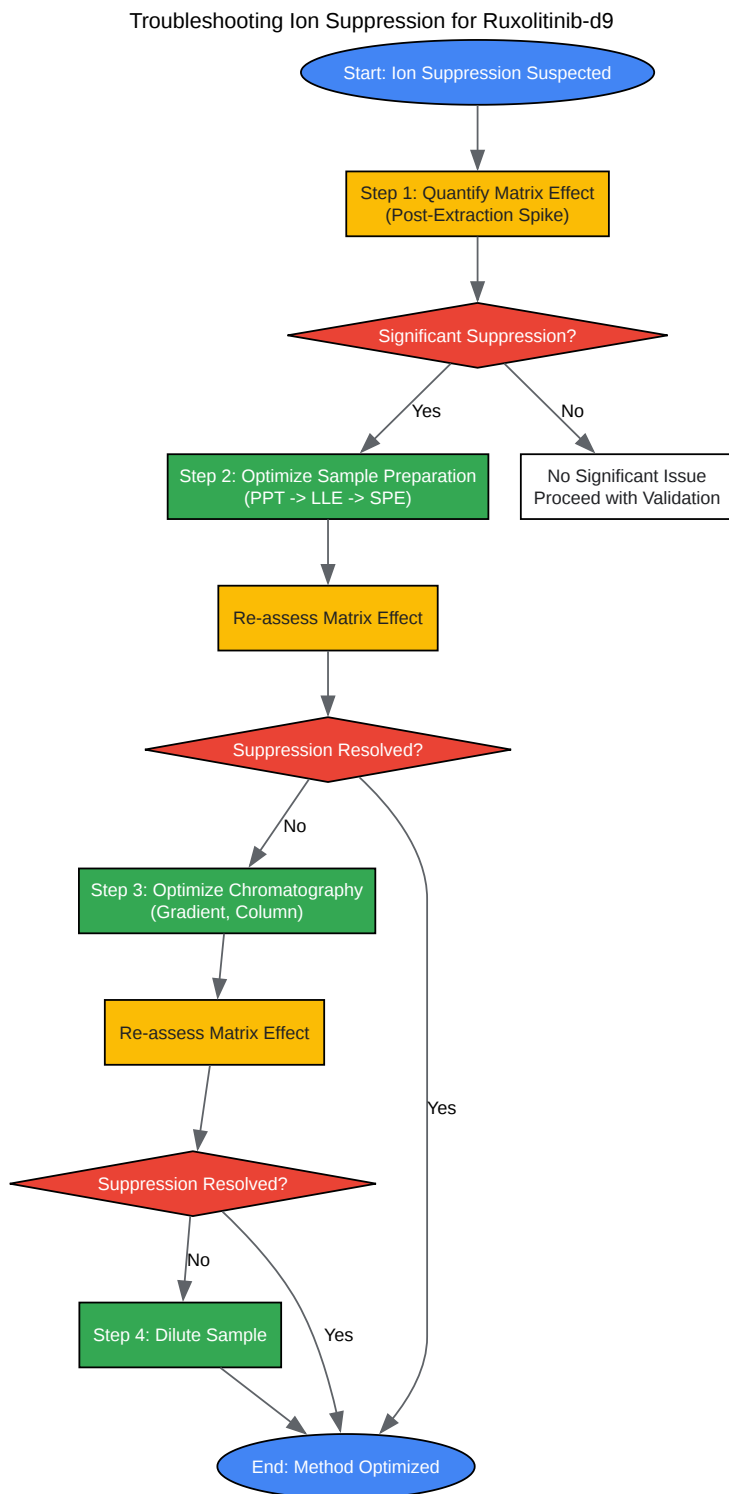 Troubleshooting Ion Suppression for Ruxolitinib-d9
Start: Ion Suppression Suspected
Step 1: Quantify Matrix Effect
(Post-Extraction Spike)
Significant Suppression?
Yes
No
Step 2: Optimize Sample Preparation
(PPT -> LLE -> SPE)
No Significant Issue
Proceed with Validation
Re-assess Matrix Effect
Suppression Resolved?
No
Step 3: Optimize Chromatography
(Gradient, Column)
Re-assess Matrix Effect
Yes
Suppression Resolved?
No
Step 4: Dilute Sample
Yes
End: Method Optimized